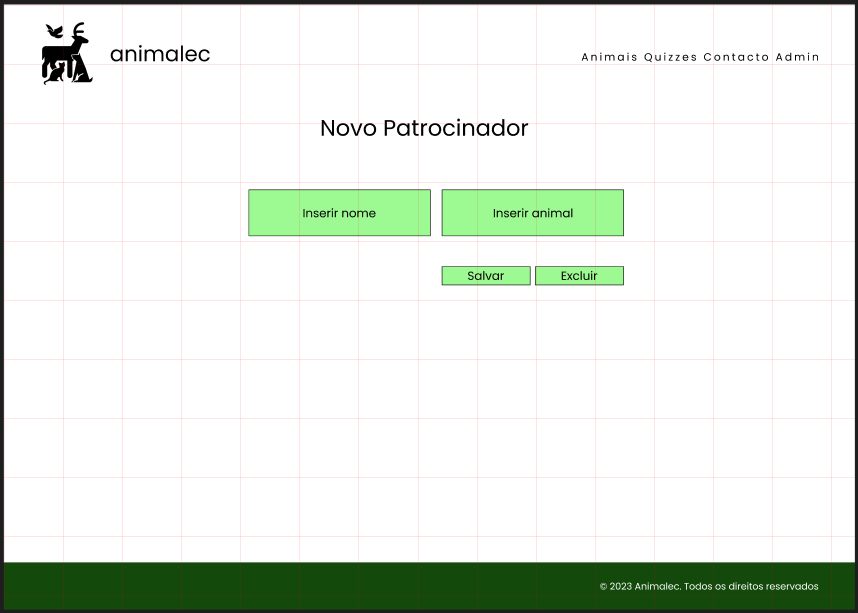 animalec
Animais Quizzes Contacto Admin
Novo Patrocinador
Inserir nome
Inserir animal
Salvar
Excluir
© 2023 Animalec. Todos os direitos reservados